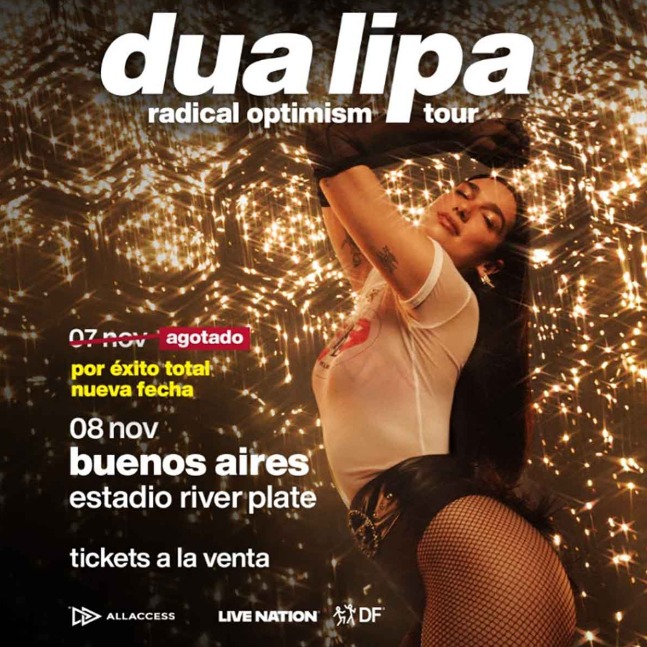 dua lipa
radical optimism tour
07 nov agotado
por éxito total
nueva fecha
08 nov
buenos aires
estadio river plate
tickets a la venta
ALLACCESS LIVE NATION DF